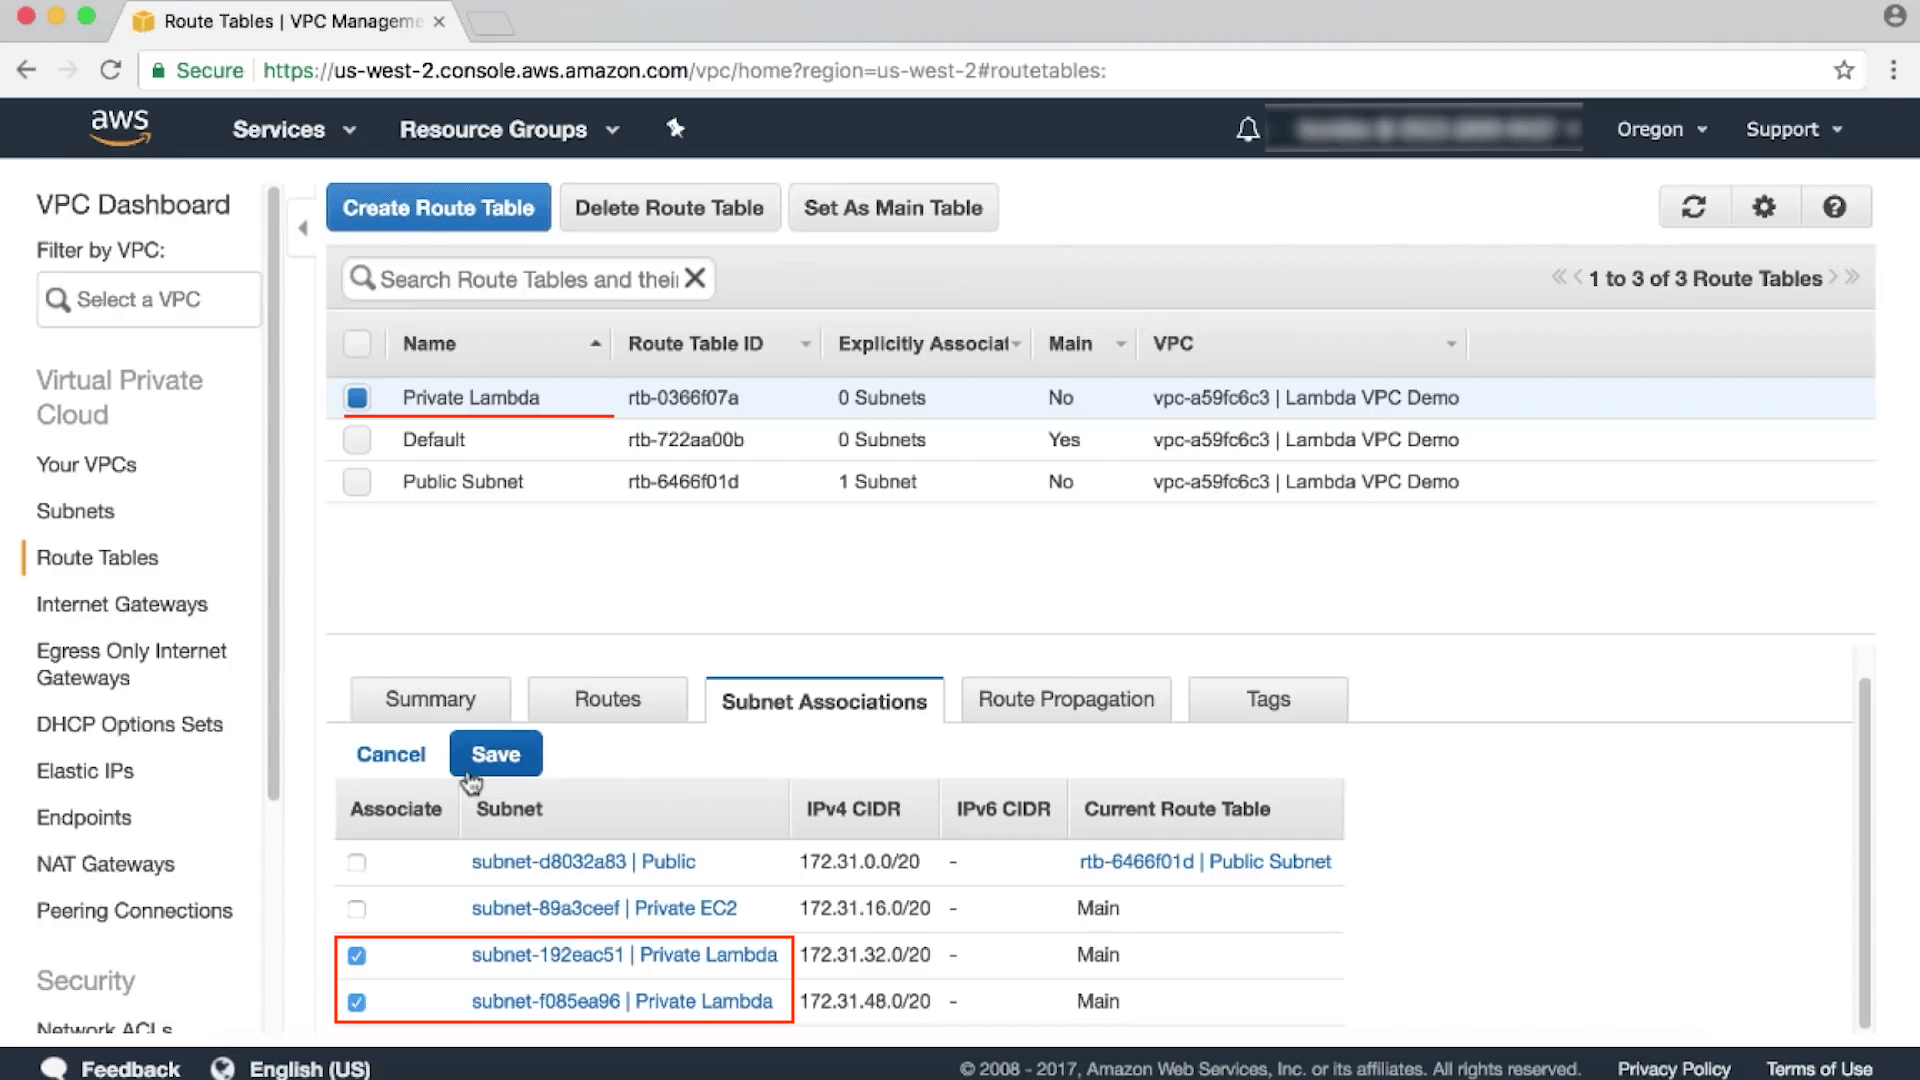 Route Tables | VPC Manageme
Secure https://us-west-2.console.aws.amazon.com/vpc/home?region=us-west-2#routetables:
aws Services Resource Groups Oregon Support
VPC Dashboard
Filter by VPC:
Select a VPC
Virtual Private
Cloud
Your VPCs
Subnets
Route Tables
Internet Gateways
Egress Only Internet
Gateways
DHCP Options Sets
Elastic IPs
Endpoints
NAT Gateways
Peering Connections
Security
Network ACLs
Create Route Table Delete Route Table Set As Main Table
Search Route Tables and thei
1 to 3 of 3 Route Tables
Name Route Table ID Explicitly Associat Main VPC
Private Lambda rtb-0366f07a 0 Subnets No vpc-a59fc6c3 | Lambda VPC Demo
Default rtb-722aa00b 0 Subnets Yes vpc-a59fc6c3 | Lambda VPC Demo
Public Subnet rtb-6466f01d 1 Subnet No vpc-a59fc6c3 | Lambda VPC Demo
Summary Routes Subnet Associations Route Propagation Tags
Cancel Save
Associate Subnet IPv4 CIDR IPv6 CIDR Current Route Table
subnet-d8032a83 | Public 172.31.0.0/20 - rtb-6466f01d | Public Subnet
subnet-89a3ceef | Private EC2 172.31.16.0/20 - Main
subnet-192eac51 | Private Lambda 172.31.32.0/20 - Main
subnet-f085ea96 | Private Lambda 172.31.48.0/20 - Main
Feedback English (US) © 2008 - 2017, Amazon Web Services, Inc. or its affiliates. All rights reserved. Privacy Policy Terms of Use